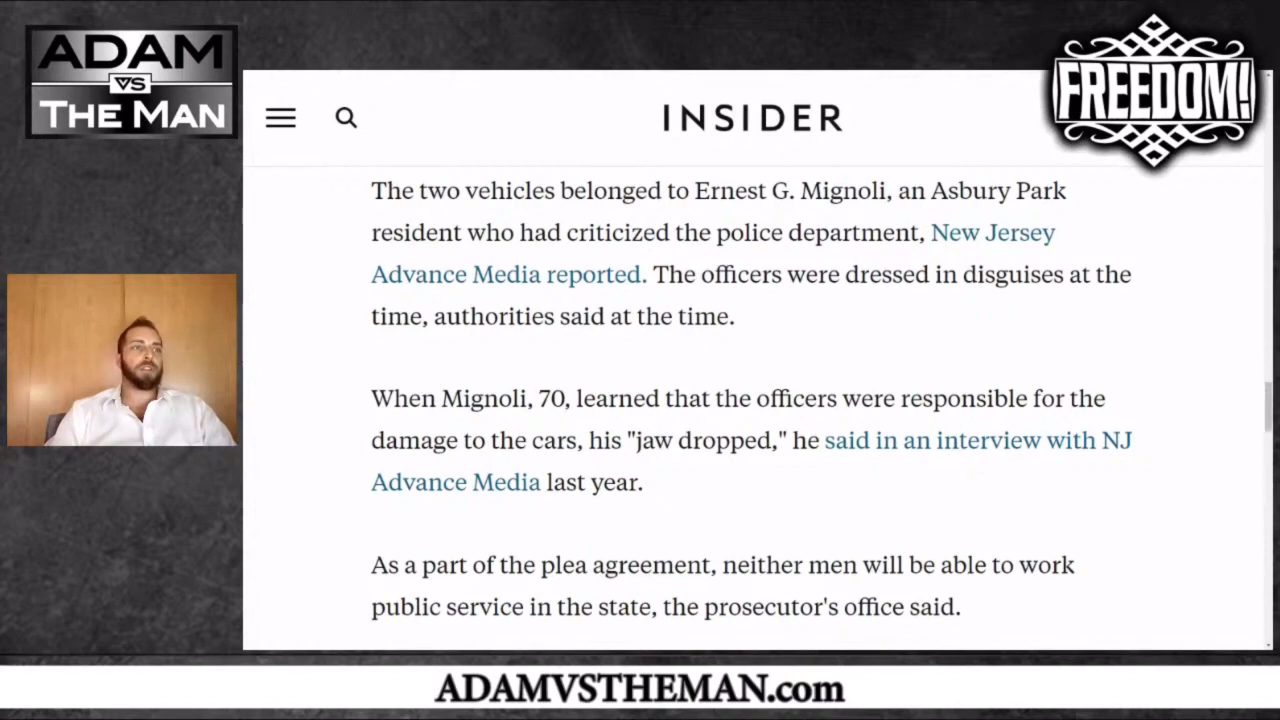 ADAM
VS
THE MAN
FREEDOM!
INSIDER
The two vehicles belonged to Ernest G. Mignoli, an Asbury Park
resident who had criticized the police department, New Jersey
Advance Media reported. The officers were dressed in disguises at the
time, authorities said at the time.
When Mignoli, 70, learned that the officers were responsible for the
damage to the cars, his "jaw dropped," he said in an interview with NJ
Advance Media last year.
As a part of the plea agreement, neither men will be able to work
public service in the state, the prosecutor's office said.
ADAMVSTHEMAN.com